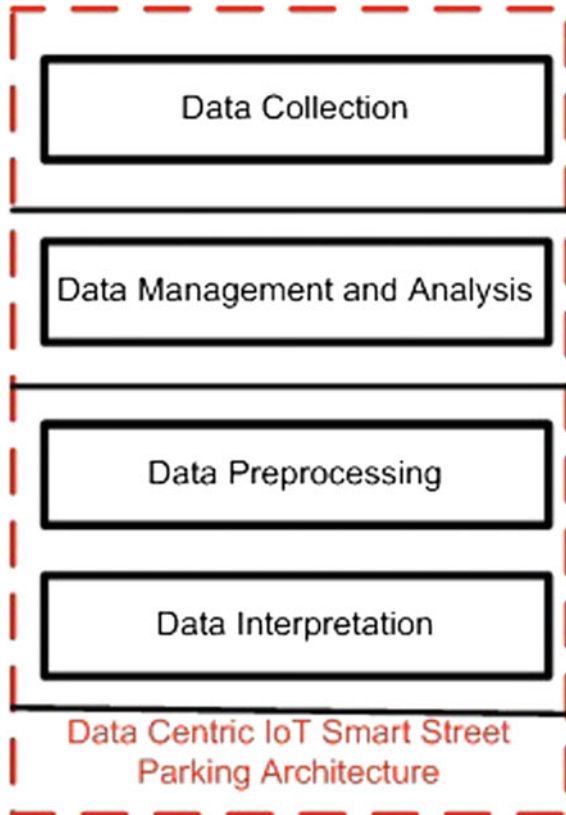 Data Collection
Data Management and Analysis
Data Preprocessing
Data Interpretation
Data Centric IoT Smart Street
Parking Architecture